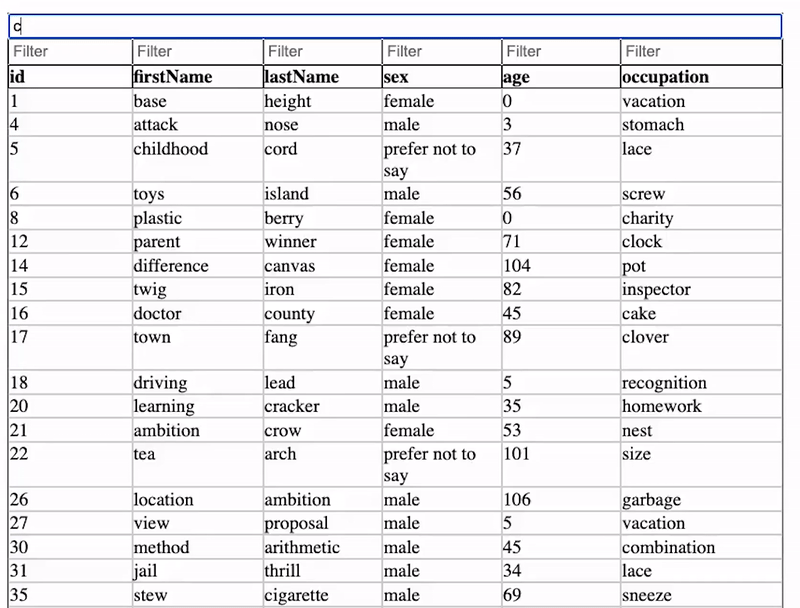 c
Filter Filter Filter Filter Filter Filter
id firstName lastName sex age occupation
1 base height female 0 vacation
4 attack nose male 3 stomach
5 childhood cord prefer not to 37 lace
say
6 toys island male 56 screw
8 plastic berry female 0 charity
12 parent winner female 71 clock
14 difference canvas female 104 pot
15 twig iron female 82 inspector
16 doctor county female 45 cake
17 town fang prefer not to 89 clover
say
18 driving lead male 5 recognition
20 learning cracker male 35 homework
21 ambition crow female 53 nest
22 tea arch prefer not to 101 size
say
26 location ambition male 106 garbage
27 view proposal male 5 vacation
30 method arithmetic male 45 combination
31 jail thrill male 34 lace
35 stew cigarette male 69 sneeze